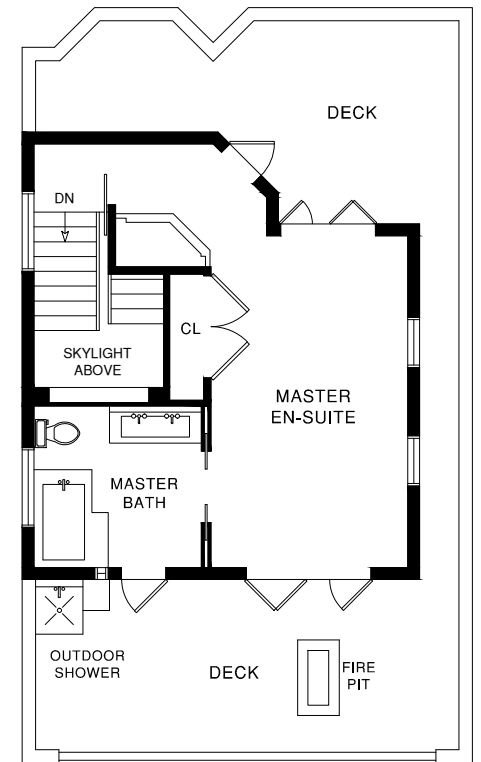 DECK
DN
CL
SKYLIGHT
ABOVE
MASTER
EN-SUITE
MASTER
BATH
OUTDOOR
SHOWER
DECK
FIRE
PIT